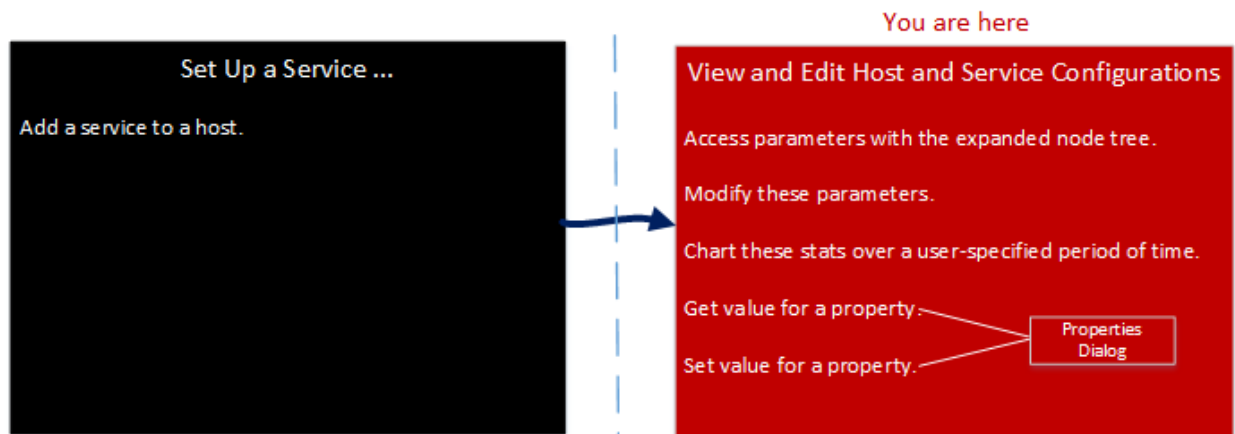 You are here
Set Up a Service ...
Add a service to a host.
View and Edit Host and Service Configurations
Access parameters with the expanded node tree.
Modify these parameters.
Chart these stats over a user-specified period of time.
Get value for a property.
Set value for a property.
Properties
Dialog